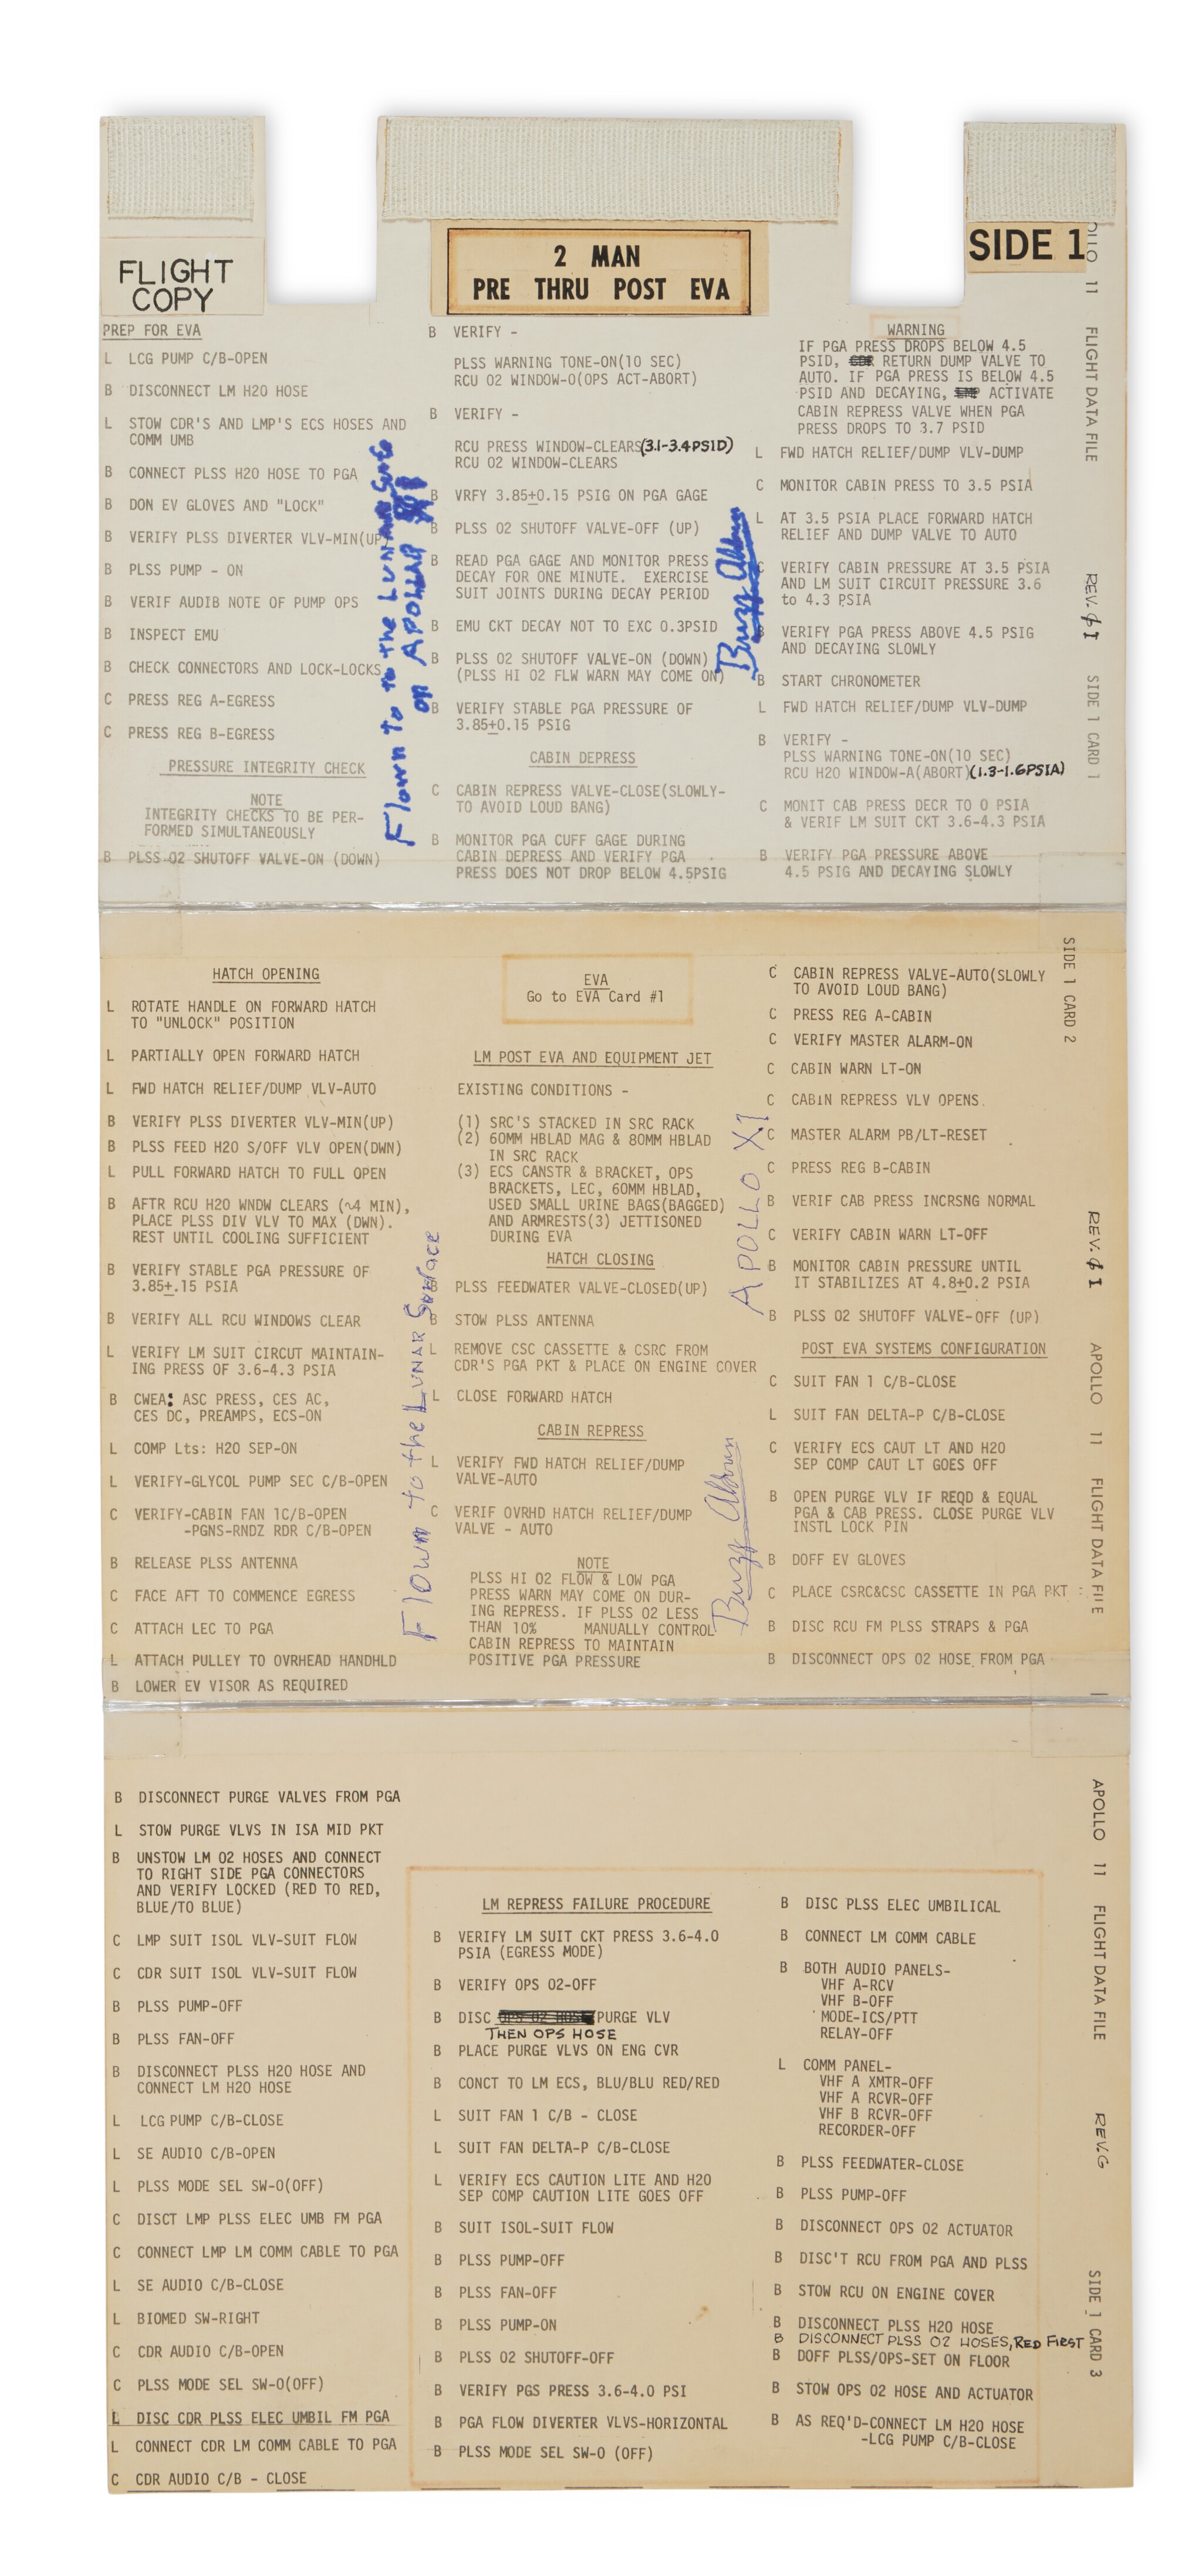 FLIGHT
COPY
2 MAN
PRE THRU POST EVA
SIDE 1
PREP FOR EVA
L LCG PUMP C/B-OPEN
B DISCONNECT LM H2O HOSE
L STOW CDR'S AND LMP'S ECS HOSES AND
COMM UMB
B CONNECT PLSS H2O HOSE TO PGA
B DON EV GLOVES AND "LOCK"
B VERIFY PLSS DIVERTER VLV-MIN(UP)
B PLSS PUMP - ON
B VERIF AUDIB NOTE OF PUMP OPS
B INSPECT EMU
B CHECK CONNECTORS AND LOCK-LOCKS
C PRESS REG A-EGRESS
C PRESS REG B-EGRESS
PRESSURE INTEGRITY CHECK
NOTE
INTEGRITY CHECKS TO BE PER-
FORMED SIMULTANEOUSLY
B PLSS O2 SHUTOFF VALVE-ON (DOWN)
Flown to the Lunar Surface
on APOLLO XI
B VERIFY -
PLSS WARNING TONE-ON(10 SEC)
RCU O2 WINDOW-O(OPS ACT-ABORT)
B VERIFY -
RCU PRESS WINDOW-CLEARS(3.1-3.4PSID)
RCU O2 WINDOW-CLEARS
B VRFY 3.85±0.15 PSIG ON PGA GAGE
B PLSS O2 SHUTOFF VALVE-OFF (UP)
B READ PGA GAGE AND MONITOR PRESS
DECAY FOR ONE MINUTE. EXERCISE
SUIT JOINTS DURING DECAY PERIOD
B EMU CKT DECAY NOT TO EXC 0.3PSID
B PLSS O2 SHUTOFF VALVE-ON (DOWN)
(PLSS HI O2 FLW WARN MAY COME ON)
B VERIFY STABLE PGA PRESSURE OF
3.85±0.15 PSIG
CABIN DEPRESS
C CABIN REPRESS VALVE-CLOSE(SLOWLY-
TO AVOID LOUD BANG)
B MONITOR PGA CUFF GAGE DURING
CABIN DEPRESS AND VERIFY PGA
PRESS DOES NOT DROP BELOW 4.5PSIG
Buzz Aldrin
WARNING
IF PGA PRESS DROPS BELOW 4.5
PSID, RETURN DUMP VALVE TO
AUTO. IF PGA PRESS IS BELOW 4.5
PSID AND DECAYING, ACTIVATE
CABIN REPRESS VALVE WHEN PGA
PRESS DROPS TO 3.7 PSID
L FWD HATCH RELIEF/DUMP VLV-DUMP
C MONITOR CABIN PRESS TO 3.5 PSIA
L AT 3.5 PSIA PLACE FORWARD HATCH
RELIEF AND DUMP VALVE TO AUTO
C VERIFY CABIN PRESSURE AT 3.5 PSIA
AND LM SUIT CIRCUIT PRESSURE 3.6
to 4.3 PSIA
B VERIFY PGA PRESS ABOVE 4.5 PSIG
AND DECAYING SLOWLY
B START CHRONOMETER
L FWD HATCH RELIEF/DUMP VLV-DUMP
B VERIFY -
PLSS WARNING TONE-ON(10 SEC)
RCU H2O WINDOW-A(ABORT)(1.3-1.6PSIA)
C MONIT CAB PRESS DECR TO 0 PSIA
& VERIF LM SUIT CKT 3.6-4.3 PSIA
B VERIFY PGA PRESSURE ABOVE
4.5 PSIG AND DECAYING SLOWLY
OLLO 11 FLIGHT DATA FILE REV. I SIDE 1 CARD 1
HATCH OPENING
L ROTATE HANDLE ON FORWARD HATCH
TO "UNLOCK" POSITION
L PARTIALLY OPEN FORWARD HATCH
L FWD HATCH RELIEF/DUMP VLV-AUTO
B VERIFY PLSS DIVERTER VLV-MIN(UP)
B PLSS FEED H2O S/OFF VLV OPEN(DWN)
L PULL FORWARD HATCH TO FULL OPEN
B AFTR RCU H2O WNDW CLEARS (~4 MIN),
PLACE PLSS DIV VLV TO MAX (DWN).
REST UNTIL COOLING SUFFICIENT
B VERIFY STABLE PGA PRESSURE OF
3.85±.15 PSIA
B VERIFY ALL RCU WINDOWS CLEAR
L VERIFY LM SUIT CIRCUT MAINTAIN-
ING PRESS OF 3.6-4.3 PSIA
B CWEA: ASC PRESS, CES AC,
CES DC, PREAMPS, ECS-ON
L COMP Lts: H2O SEP-ON
L VERIFY-GLYCOL PUMP SEC C/B-OPEN
C VERIFY-CABIN FAN 1C/B-OPEN
-PGNS-RNDZ RDR C/B-OPEN
B RELEASE PLSS ANTENNA
C FACE AFT TO COMMENCE EGRESS
C ATTACH LEC TO PGA
L ATTACH PULLEY TO OVRHEAD HANDHLD
B LOWER EV VISOR AS REQUIRED
Flown to the Lunar Surface
EVA
Go to EVA Card #1
LM POST EVA AND EQUIPMENT JET
EXISTING CONDITIONS -
(1) SRC'S STACKED IN SRC RACK
(2) 60MM HBLAD MAG & 80MM HBLAD
IN SRC RACK
(3) ECS CANSTR & BRACKET, OPS
BRACKETS, LEC, 60MM HBLAD,
USED SMALL URINE BAGS(BAGGED)
AND ARMRESTS(3) JETTISONED
DURING EVA
HATCH CLOSING
B PLSS FEEDWATER VALVE-CLOSED(UP)
B STOW PLSS ANTENNA
L REMOVE CSC CASSETTE & CSRC FROM
CDR'S PGA PKT & PLACE ON ENGINE COVER
L CLOSE FORWARD HATCH
CABIN REPRESS
L VERIFY FWD HATCH RELIEF/DUMP
VALVE-AUTO
C VERIF OVRHD HATCH RELIEF/DUMP
VALVE - AUTO
NOTE
PLSS HI O2 FLOW & LOW PGA
PRESS WARN MAY COME ON DUR-
ING REPRESS. IF PLSS O2 LESS
THAN 10% MANUALLY CONTROL
CABIN REPRESS TO MAINTAIN
POSITIVE PGA PRESSURE
APOLLO XI
Buzz Aldrin
C CABIN REPRESS VALVE-AUTO(SLOWLY
TO AVOID LOUD BANG)
C PRESS REG A-CABIN
C VERIFY MASTER ALARM-ON
C CABIN WARN LT-ON
C CABIN REPRESS VLV OPENS
C MASTER ALARM PB/LT-RESET
C PRESS REG B-CABIN
B VERIF CAB PRESS INCRSNG NORMAL
C VERIFY CABIN WARN LT-OFF
B MONITOR CABIN PRESSURE UNTIL
IT STABILIZES AT 4.8±0.2 PSIA
B PLSS O2 SHUTOFF VALVE-OFF (UP)
POST EVA SYSTEMS CONFIGURATION
C SUIT FAN 1 C/B-CLOSE
L SUIT FAN DELTA-P C/B-CLOSE
C VERIFY ECS CAUT LT AND H2O
SEP COMP CAUT LT GOES OFF
B OPEN PURGE VLV IF REQD & EQUAL
PGA & CAB PRESS. CLOSE PURGE VLV
INSTL LOCK PIN
B DOFF EV GLOVES
C PLACE CSRC&CSC CASSETTE IN PGA PKT
B DISC RCU FM PLSS STRAPS & PGA
B DISCONNECT OPS O2 HOSE FROM PGA
SIDE 1 CARD 2 REV. I APOLLO 11 FLIGHT DATA FILE
B DISCONNECT PURGE VALVES FROM PGA
L STOW PURGE VLVS IN ISA MID PKT
B UNSTOW LM O2 HOSES AND CONNECT
TO RIGHT SIDE PGA CONNECTORS
AND VERIFY LOCKED (RED TO RED,
BLUE/TO BLUE)
C LMP SUIT ISOL VLV-SUIT FLOW
C CDR SUIT ISOL VLV-SUIT FLOW
B PLSS PUMP-OFF
B PLSS FAN-OFF
B DISCONNECT PLSS H2O HOSE AND
CONNECT LM H2O HOSE
L LCG PUMP C/B-CLOSE
L SE AUDIO C/B-OPEN
L PLSS MODE SEL SW-O(OFF)
C DISCT LMP PLSS ELEC UMB FM PGA
C CONNECT LMP LM COMM CABLE TO PGA
L SE AUDIO C/B-CLOSE
L BIOMED SW-RIGHT
C CDR AUDIO C/B-OPEN
C PLSS MODE SEL SW-O(OFF)
L DISC CDR PLSS ELEC UMBIL FM PGA
L CONNECT CDR LM COMM CABLE TO PGA
C CDR AUDIO C/B - CLOSE
LM REPRESS FAILURE PROCEDURE
B VERIFY LM SUIT CKT PRESS 3.6-4.0
PSIA (EGRESS MODE)
B VERIFY OPS O2-OFF
B DISC OPS O2 HOSE PURGE VLV
THEN OPS HOSE
B PLACE PURGE VLVS ON ENG CVR
B CONCT TO LM ECS, BLU/BLU RED/RED
L SUIT FAN 1 C/B - CLOSE
L SUIT FAN DELTA-P C/B-CLOSE
L VERIFY ECS CAUTION LITE AND H2O
SEP COMP CAUTION LITE GOES OFF
B SUIT ISOL-SUIT FLOW
B PLSS PUMP-OFF
B PLSS FAN-OFF
B PLSS PUMP-ON
B PLSS O2 SHUTOFF-OFF
B VERIFY PGS PRESS 3.6-4.0 PSI
B PGA FLOW DIVERTER VLVS-HORIZONTAL
B PLSS MODE SEL SW-O (OFF)
B DISC PLSS ELEC UMBILICAL
B CONNECT LM COMM CABLE
B BOTH AUDIO PANELS-
VHF A-RCV
VHF B-OFF
MODE-ICS/PTT
RELAY-OFF
L COMM PANEL-
VHF A XMTR-OFF
VHF A RCVR-OFF
VHF B RCVR-OFF
RECORDER-OFF
B PLSS FEEDWATER-CLOSE
B PLSS PUMP-OFF
B DISCONNECT OPS O2 ACTUATOR
B DISC'T RCU FROM PGA AND PLSS
B STOW RCU ON ENGINE COVER
B DISCONNECT PLSS H2O HOSE
B DISCONNECT PLSS O2 HOSES, RED FIRST
B DOFF PLSS/OPS-SET ON FLOOR
B STOW OPS O2 HOSE AND ACTUATOR
B AS REQ'D-CONNECT LM H2O HOSE
-LCG PUMP C/B-CLOSE
APOLLO 11 FLIGHT DATA FILE REV.G SIDE 1 CARD 3